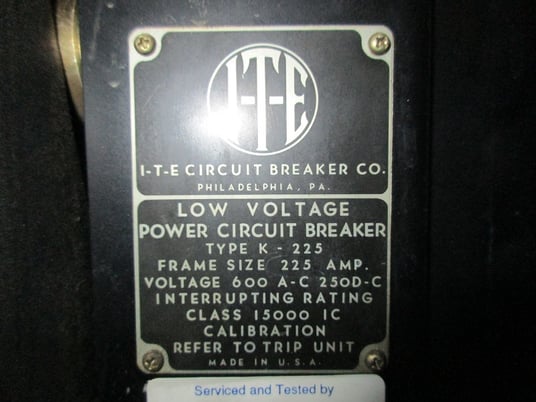 I-T-E
I-T-E CIRCUIT BREAKER CO.
PHILADELPHIA, PA.
LOW VOLTAGE
POWER CIRCUIT BREAKER
TYPE K - 225
FRAME SIZE 225 AMP.
VOLTAGE 600 A-C 250D-C
INTERRUPTING RATING
CLASS 15000 IC
CALIBRATION
REFER TO TRIP UNIT
MADE IN U.S.A.
Serviced and Tested by